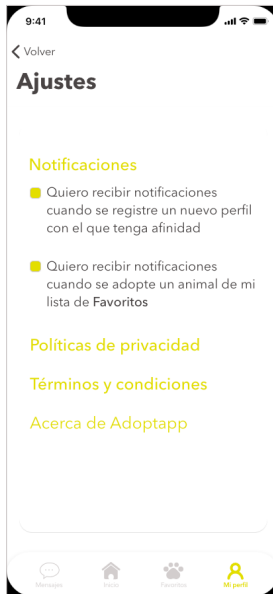 9:41
Volver
Ajustes
Notificaciones
Quiero recibir notificaciones
cuando se registre un nuevo perfil
con el que tenga afinidad
Quiero recibir notificaciones
cuando se adopte un animal de mi
lista de Favoritos
Políticas de privacidad
Términos y condiciones
Acerca de Adoptapp
Mensajes
Inicio
Favoritos
Mi perfil